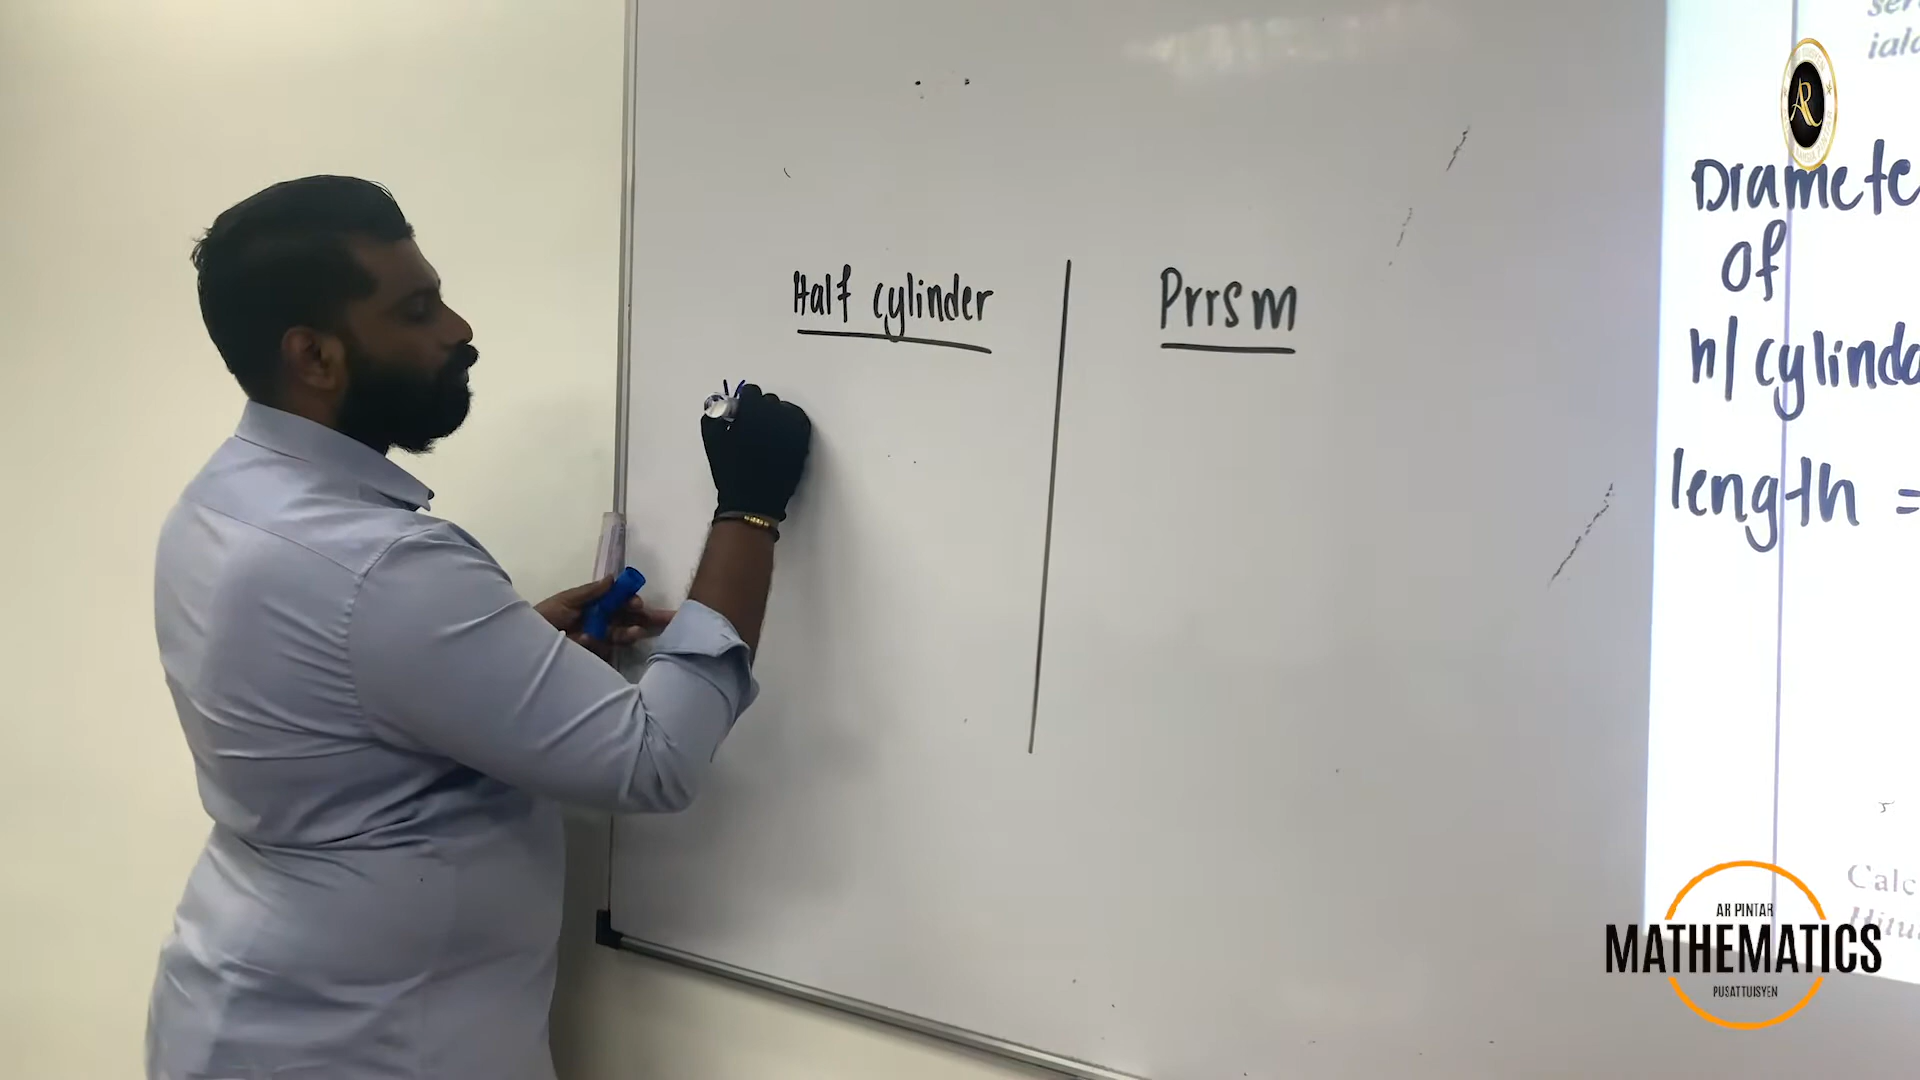 Half cylinder
Prrsm
Diamete
of
h/cylinde
length =
Calc
Hitu
AR PINTAR
MATHEMATICS
PUSAT TUISYEN